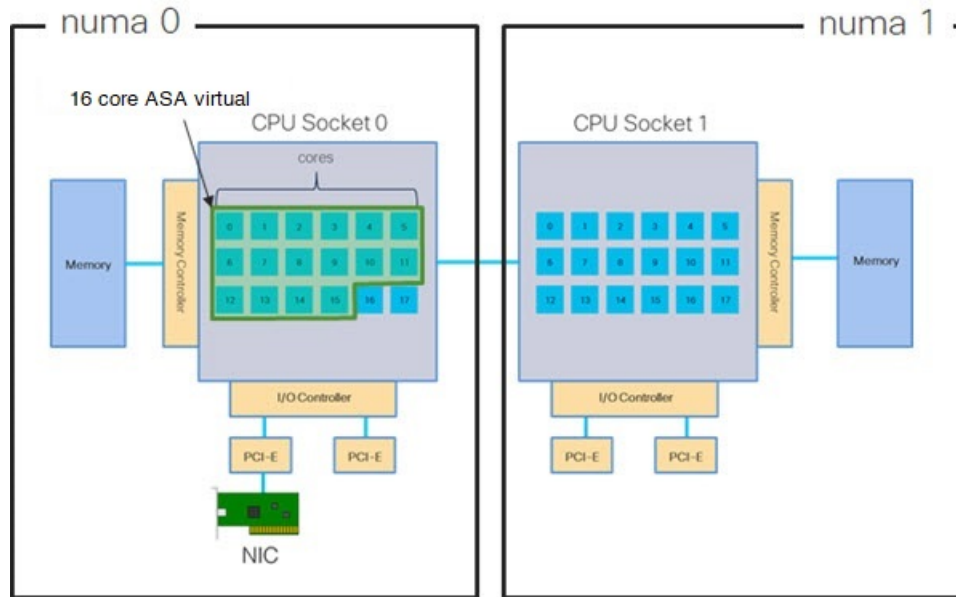 numa 0
numa 1
16 core ASA virtual
CPU Socket 0
CPU Socket 1
cores
Memory
Memory Controller
0 1 2 3 4 5
6 7 8 9 10 11
12 13 14 15 16 17
0 1 2 3 4 5
6 7 8 9 10 11
12 13 14 15 16 17
Memory Controller
Memory
I/O Controller
I/O Controller
PCI-E
PCI-E
PCI-E
PCI-E
NIC